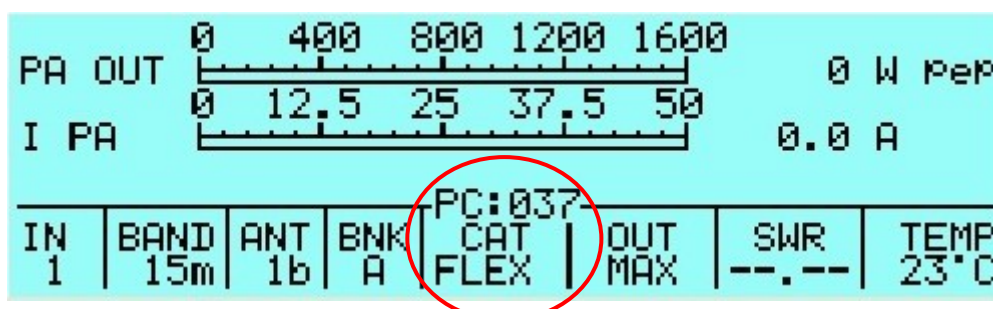 0 400 800 1200 1600
PA OUT 0 W pep
0 12.5 25 37.5 50
I PA 0.0 A
PC:037
IN BAND ANT BNK CAT OUT SWR TEMP
1 15m 1b A FLEX MAX --.-- 23°C